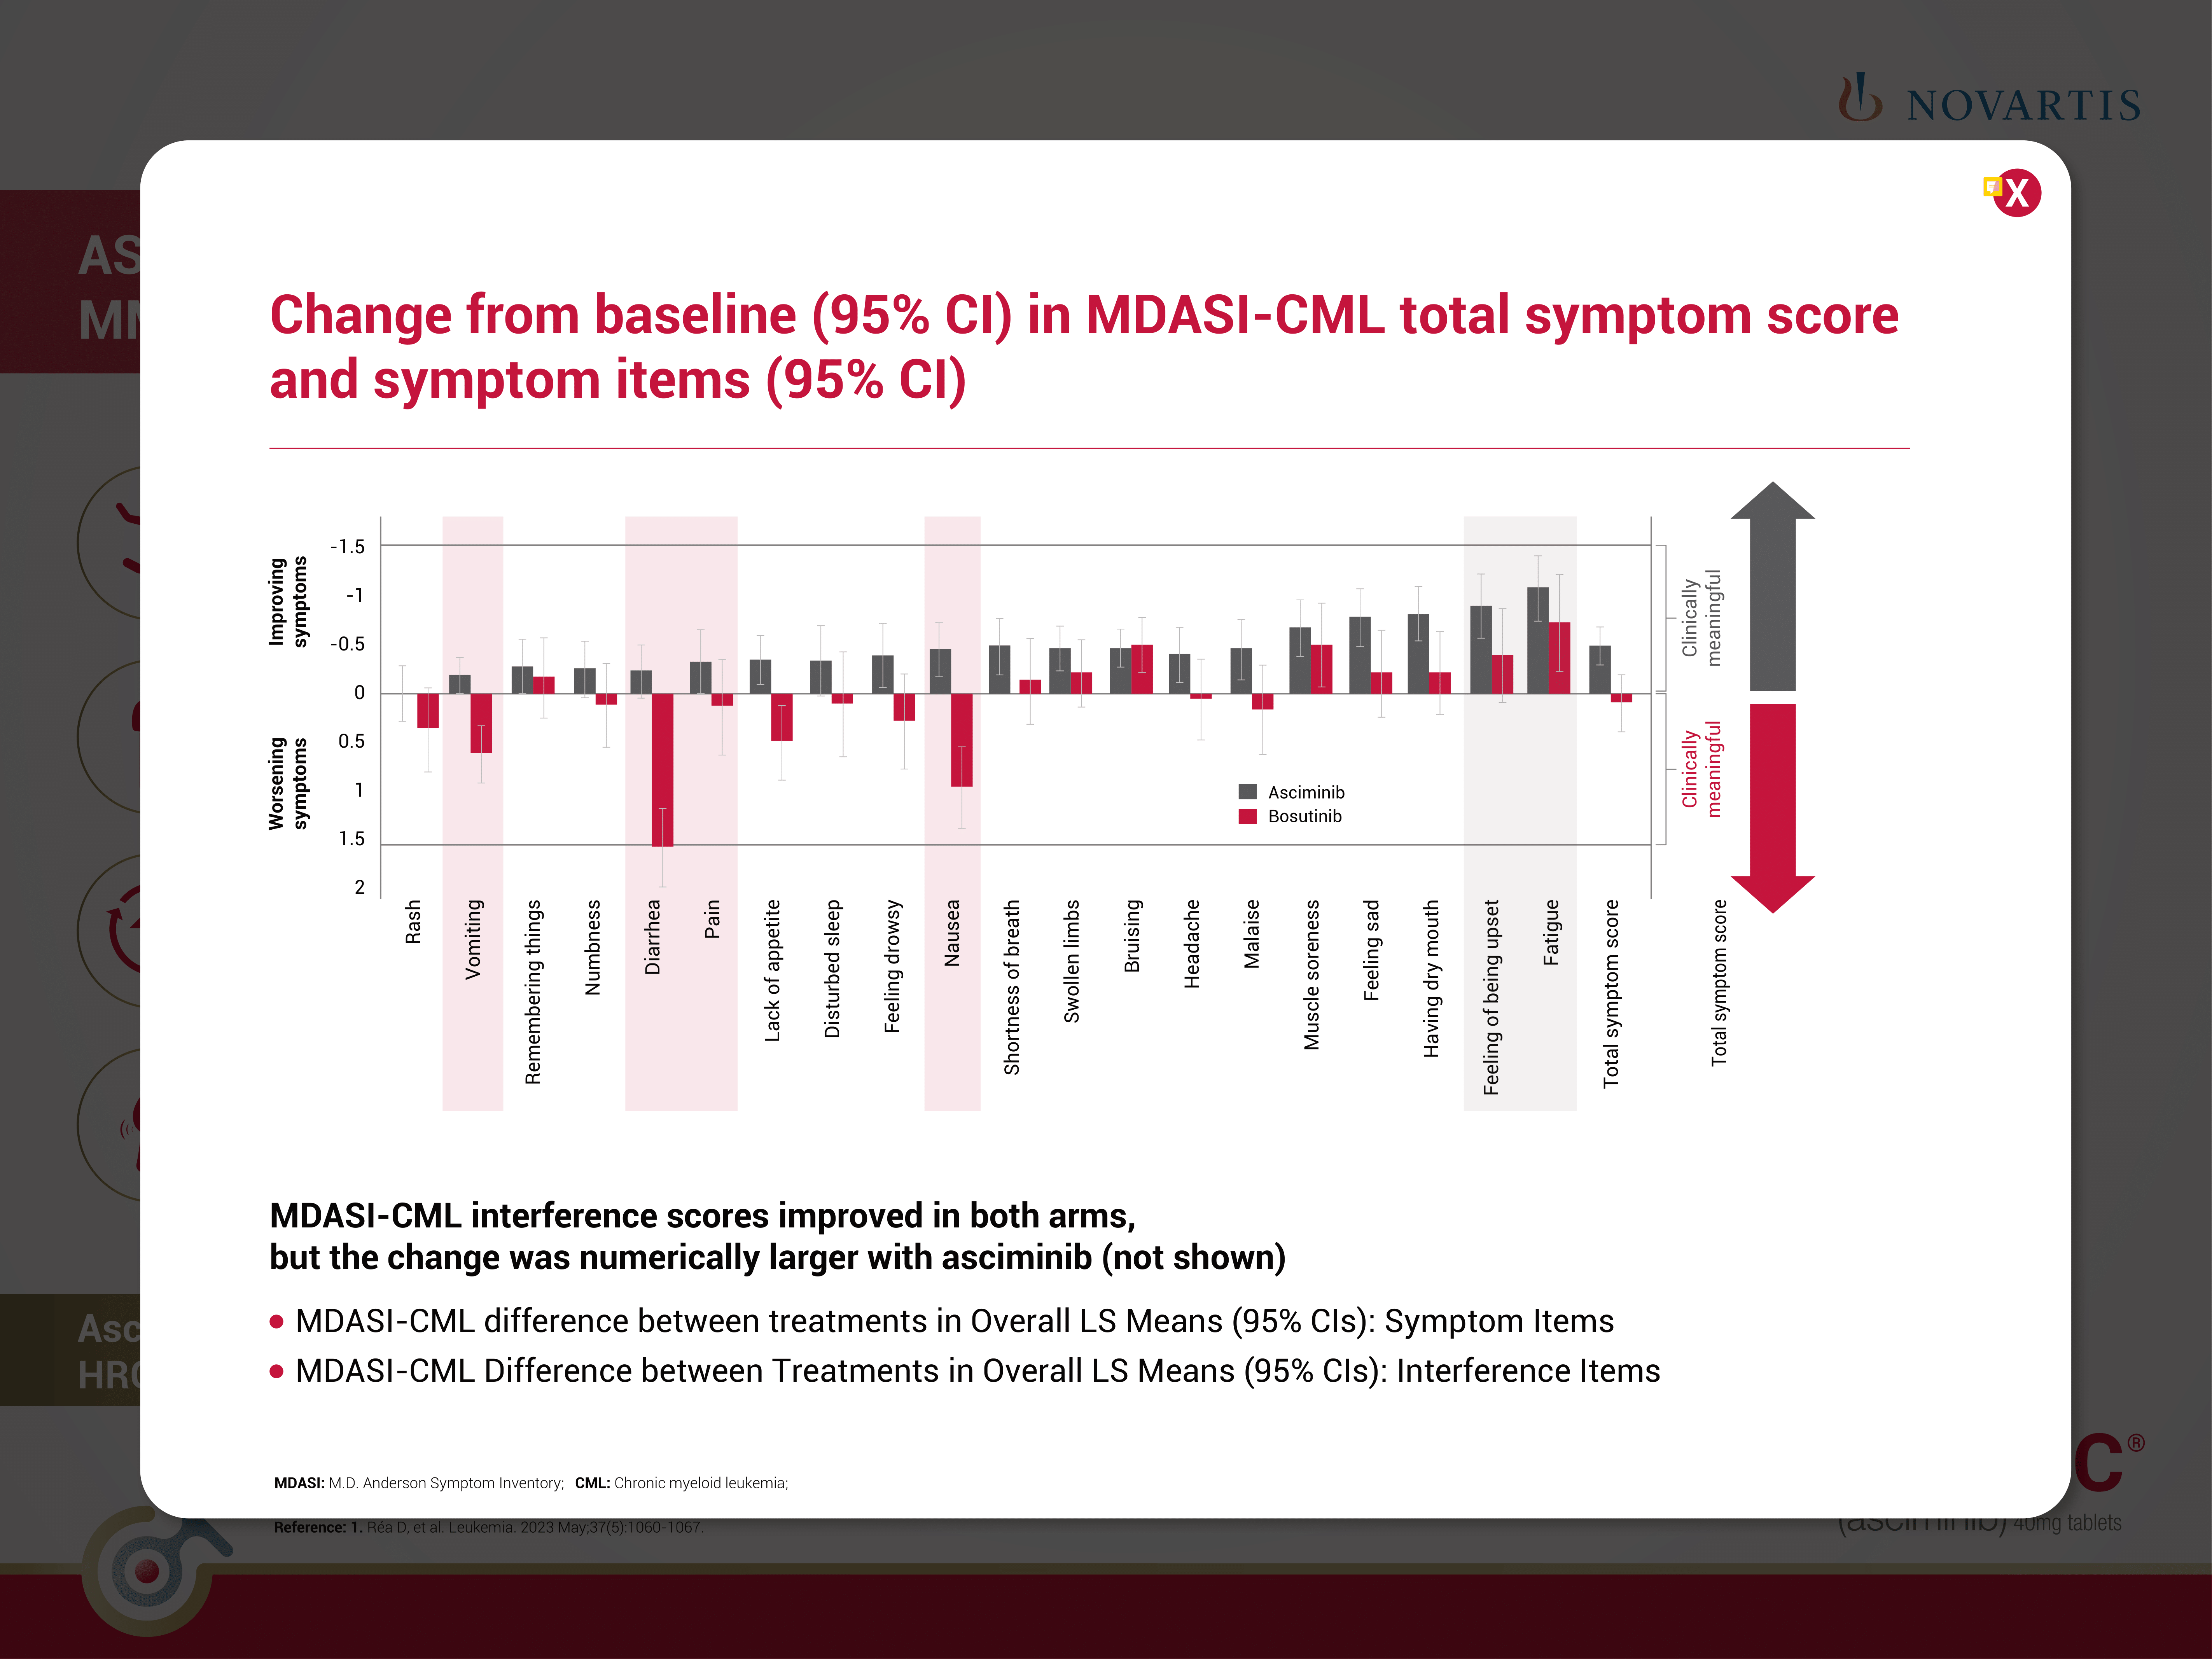 NOVARTIS
AS
MM
X
Change from baseline (95% CI) in MDASI-CML total symptom score
and symptom items (95% CI)
Improving
symptoms
Worsening
symptoms
-1.5
-1
-0.5
0
0.5
1
1.5
2
Asciminib
Bosutinib
Clinically
meaningful
Clinically
meaningful
Rash
Vomiting
Remembering things
Numbness
Diarrhea
Pain
Lack of appetite
Disturbed sleep
Feeling drowsy
Nausea
Shortness of breath
Swollen limbs
Bruising
Headache
Malaise
Muscle soreness
Feeling sad
Having dry mouth
Feeling of being upset
Fatigue
Total symptom score
Total symptom score
MDASI-CML interference scores improved in both arms,
but the change was numerically larger with asciminib (not shown)
Asc
HRQ
• MDASI-CML difference between treatments in Overall LS Means (95% CIs): Symptom Items
• MDASI-CML Difference between Treatments in Overall LS Means (95% CIs): Interference Items
MDASI: M.D. Anderson Symptom Inventory; CML: Chronic myeloid leukemia;
Reference: 1. Réa D, et al. Leukemia. 2023 May;37(5):1060-1067.
C®
(asciminib) 40mg tablets